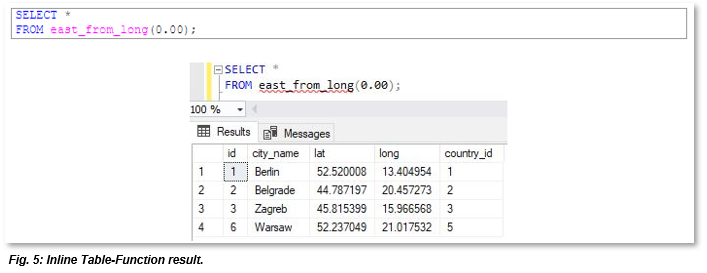 SELECT *
FROM east_from_long(0.00);
SELECT *
FROM east_from_long(0.00);
100 %
Results Messages
id city_name lat long country_id
1 1 Berlin 52.520008 13.404954 1
2 2 Belgrade 44.787197 20.457273 2
3 3 Zagreb 45.815399 15.966568 3
4 6 Warsaw 52.237049 21.017532 5
Fig. 5: Inline Table-Function result.